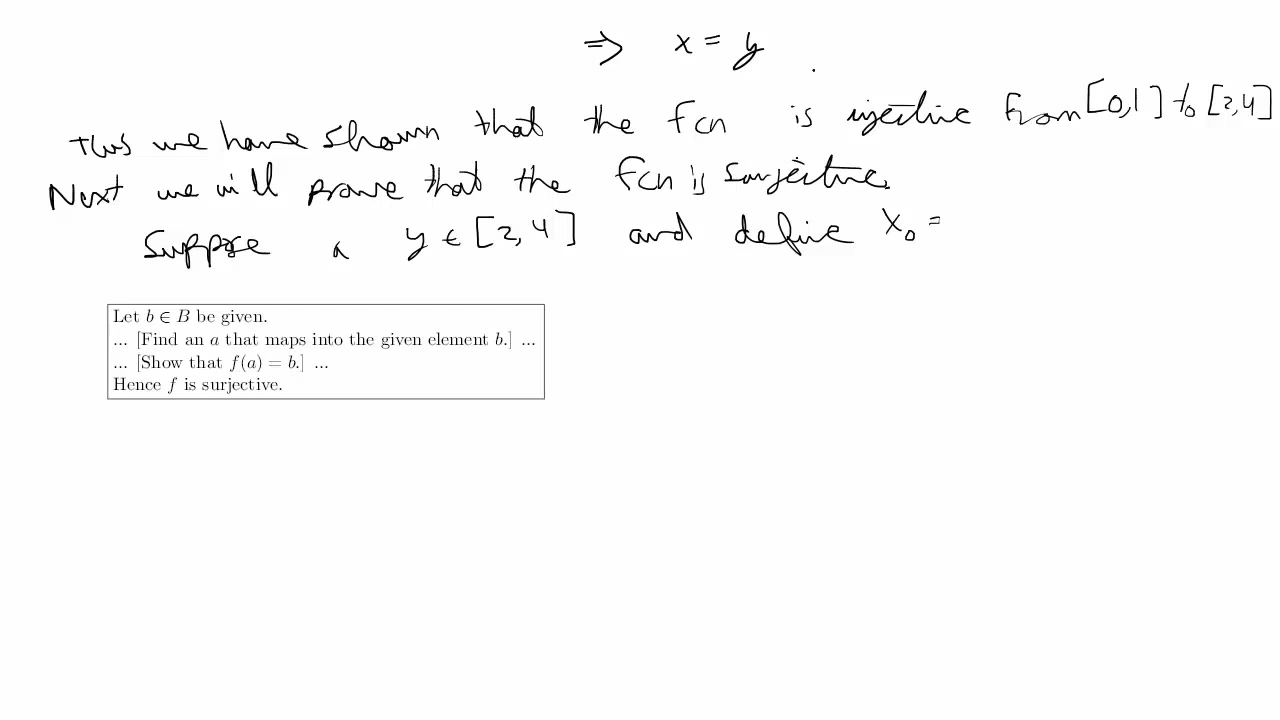 ⇒ x = y
thus we have shown that the fcn is injective from [0,1] to [2,4]
Next we will prove that the fcn is surjective.
Suppose a y ∈ [2,4] and define x₀ =
Let b ∈ B be given.
... [Find an a that maps into the given element b.] ...
... [Show that f(a) = b.] ...
Hence f is surjective.